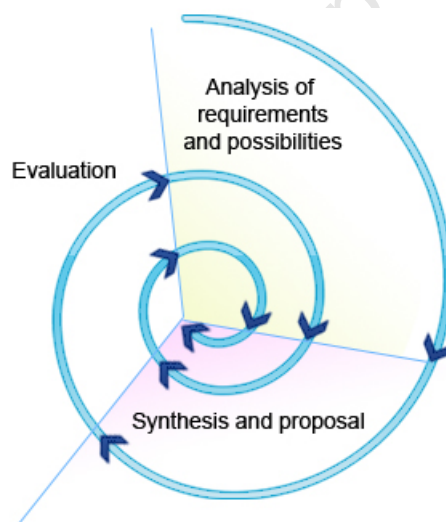 Analysis of
requirements
and possibilities
Evaluation
Synthesis and proposal